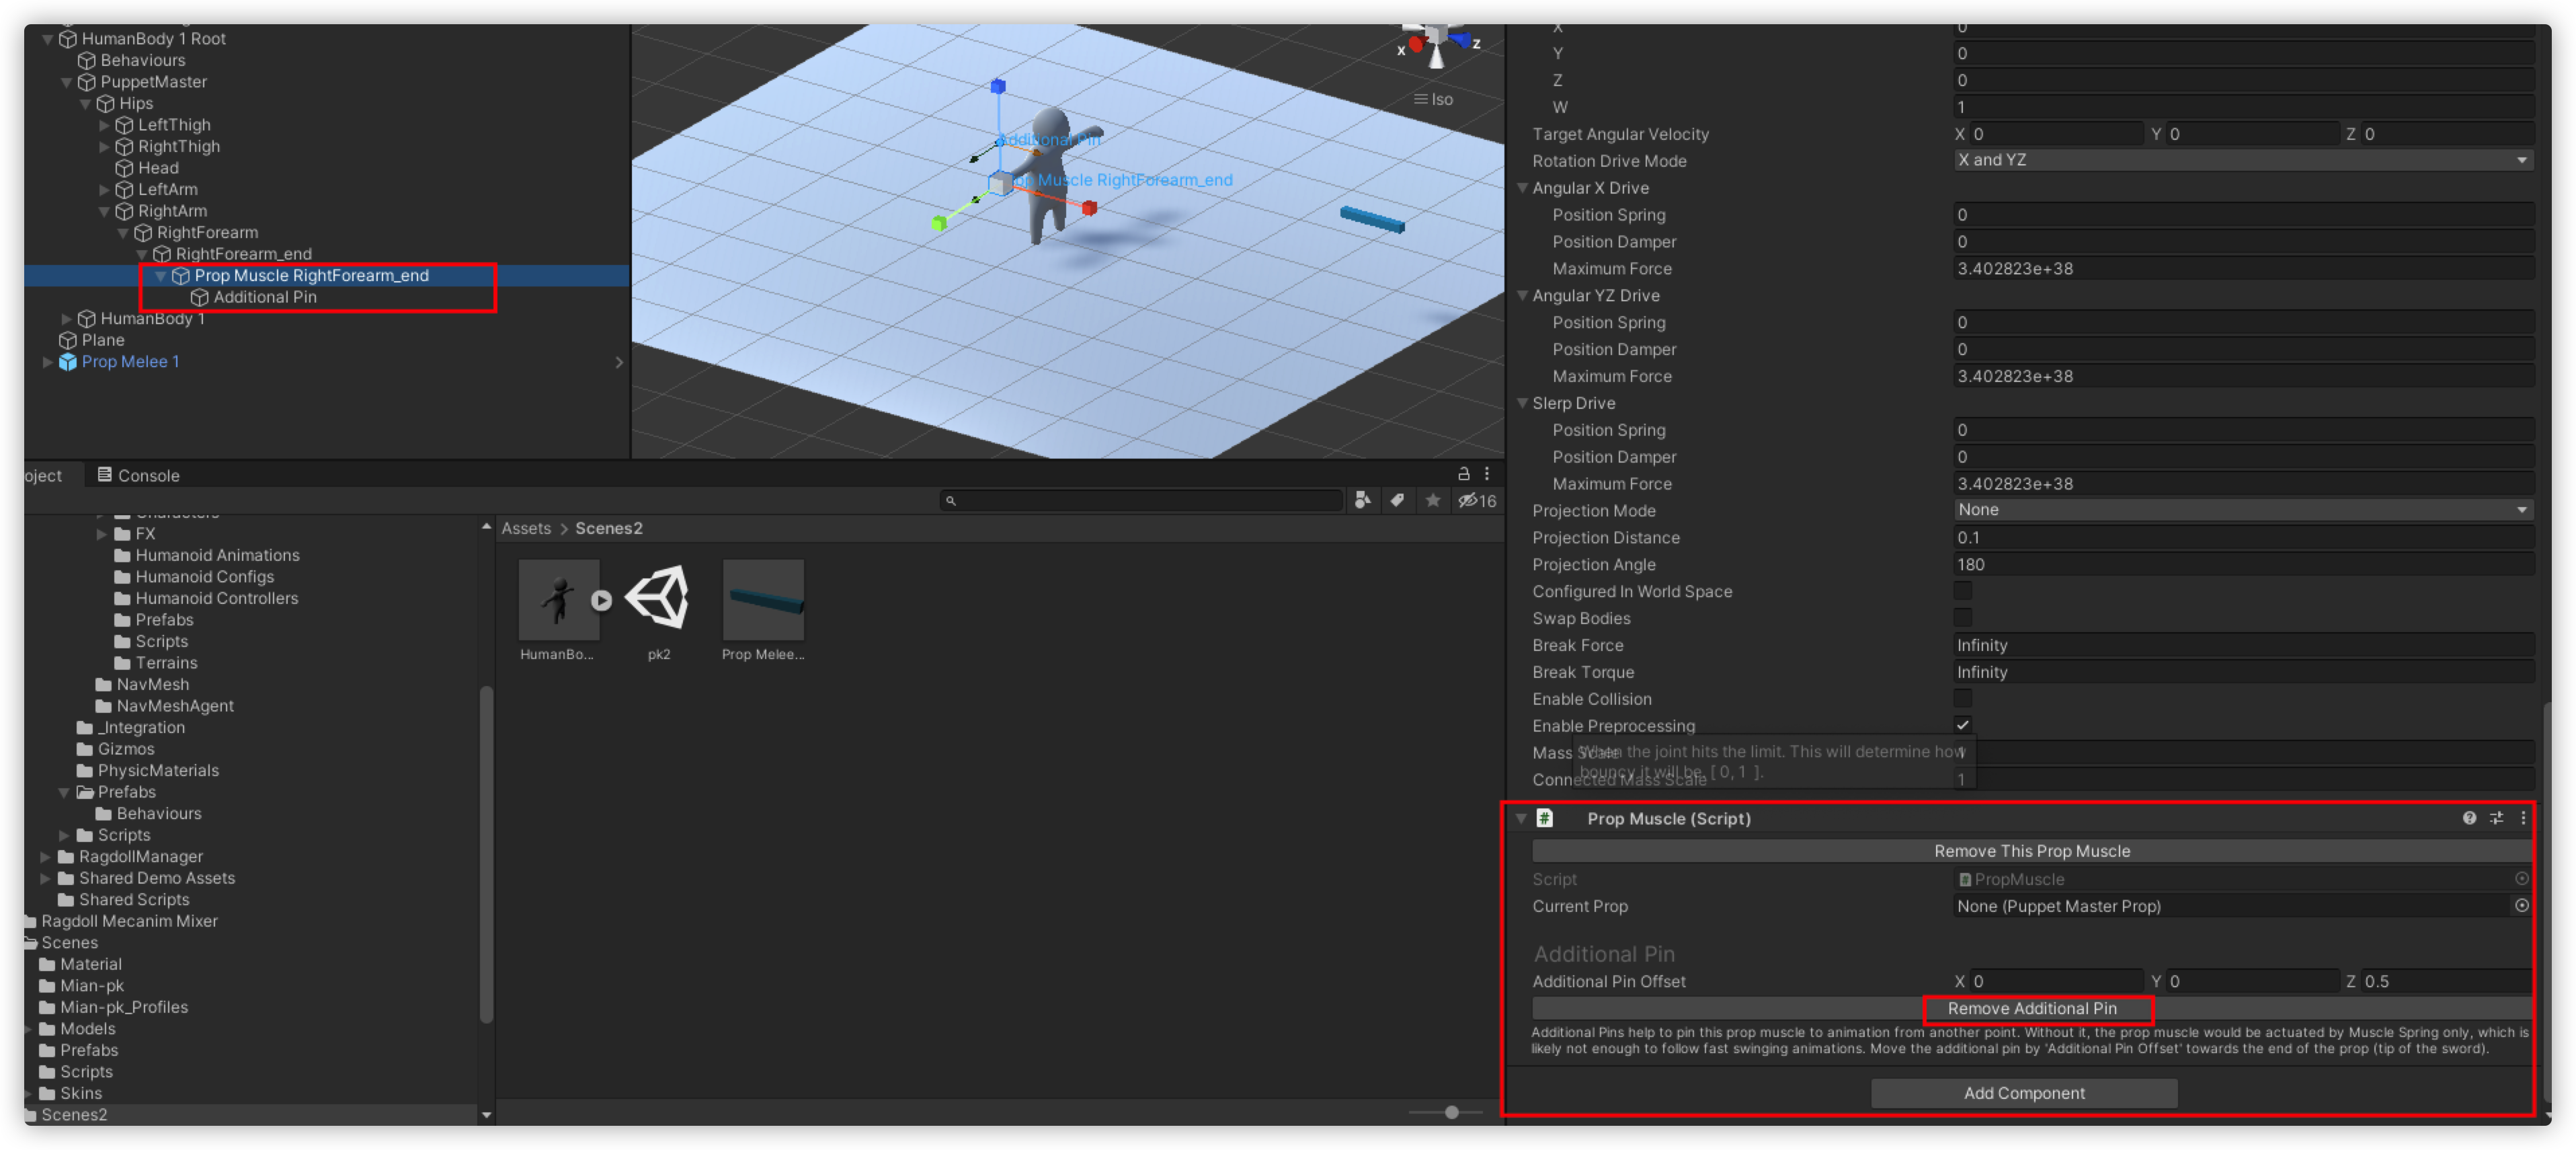 HumanBody 1 Root
Behaviours
PuppetMaster
Hips
LeftThigh
RightThigh
Head
LeftArm
RightArm
RightForearm
RightForearm_end
Prop Muscle RightForearm_end
Additional Pin
HumanBody 1
Plane
Prop Melee 1
x
z
Iso
Additional Pin
Prop Muscle RightForearm_end
X 0
Y 0
Z 0
W 1
Target Angular Velocity X 0 Y 0 Z 0
Rotation Drive Mode X and YZ
Angular X Drive
Position Spring 0
Position Damper 0
Maximum Force 3.402823e+38
Angular YZ Drive
Position Spring 0
Position Damper 0
Maximum Force 3.402823e+38
Slerp Drive
Position Spring 0
Position Damper 0
Maximum Force 3.402823e+38
Projection Mode None
Projection Distance 0.1
Projection Angle 180
Configured In World Space
Swap Bodies
Break Force Infinity
Break Torque Infinity
Enable Collision
Enable Preprocessing
Mass Scale 1
Connected Mass Scale 1
When the joint hits the limit. This will determine how
bouncy it will be. [ 0, 1 ].
Prop Muscle (Script)
Remove This Prop Muscle
Script PropMuscle
Current Prop None (Puppet Master Prop)
Additional Pin
Additional Pin Offset X 0 Y 0 Z 0.5
Remove Additional Pin
Additional Pins help to pin this prop muscle to animation from another point. Without it, the prop muscle would be actuated by Muscle Spring only, which is
likely not enough to follow fast swinging animations. Move the additional pin by 'Additional Pin Offset' towards the end of the prop (tip of the sword).
Add Component
oject Console
16
Characters
FX
Humanoid Animations
Humanoid Configs
Humanoid Controllers
Prefabs
Scripts
Terrains
NavMesh
NavMeshAgent
_Integration
Gizmos
PhysicMaterials
Prefabs
Behaviours
Scripts
RagdollManager
Shared Demo Assets
Shared Scripts
Ragdoll Mecanim Mixer
Scenes
Material
Mian-pk
Mian-pk_Profiles
Models
Prefabs
Scripts
Skins
Scenes2
Assets > Scenes2
HumanBo...
pk2
Prop Melee...